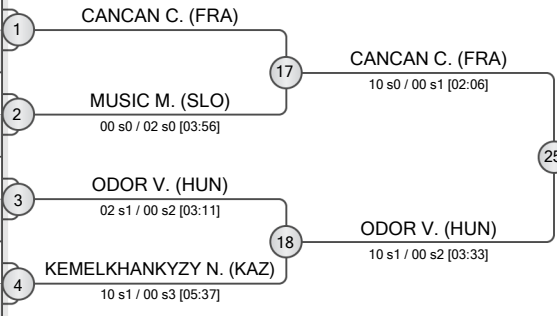 1
CANCAN C. (FRA)
17
CANCAN C. (FRA)
10 s0 / 00 s1 [02:06]
2
MUSIC M. (SLO)
00 s0 / 02 s0 [03:56]
25
3
ODOR V. (HUN)
02 s1 / 00 s2 [03:11]
18
ODOR V. (HUN)
10 s1 / 00 s2 [03:33]
4
KEMELKHANKYZY N. (KAZ)
10 s1 / 00 s3 [05:37]